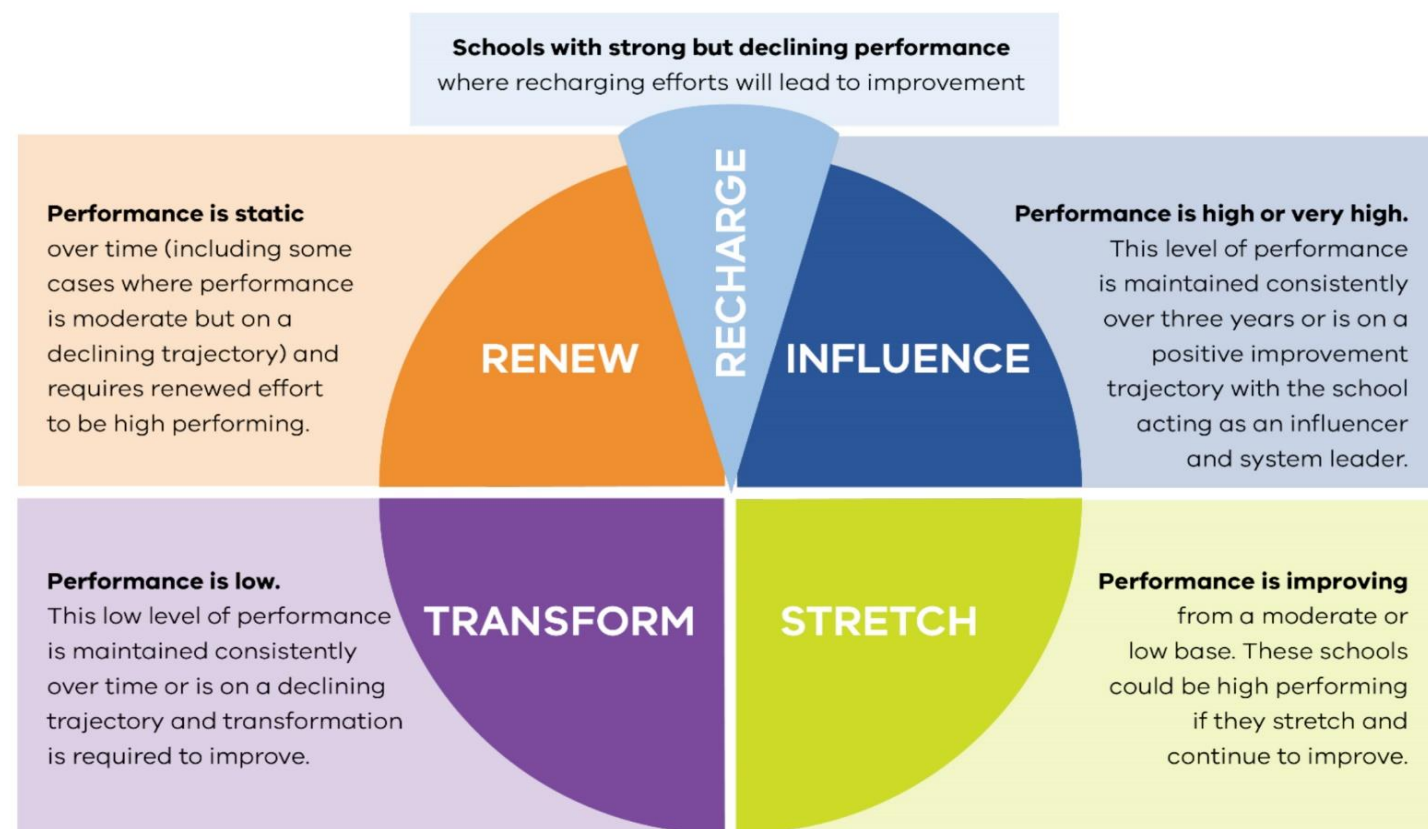 Schools with strong but declining performance
where recharging efforts will lead to improvement
Performance is static
over time (including some
cases where performance
is moderate but on a
declining trajectory) and
requires renewed effort
to be high performing.
RENEW
RECHARGE
INFLUENCE
Performance is high or very high.
This level of performance
is maintained consistently
over three years or is on a
positive improvement
trajectory with the school
acting as an influencer
and system leader.
Performance is low.
This low level of performance
is maintained consistently
over time or is on a declining
trajectory and transformation
is required to improve.
TRANSFORM
STRETCH
Performance is improving
from a moderate or
low base. These schools
could be high performing
if they stretch and
continue to improve.